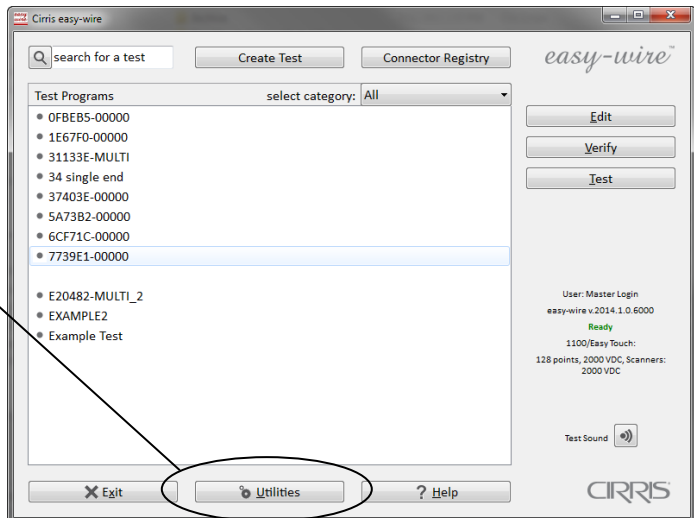 Cirris easy-wire
search for a test
Create Test
Connector Registry
easy-wire™
Test Programs
select category:
All
0FBEB5-00000
1E67F0-00000
31133E-MULTI
34 single end
37403E-00000
5A73B2-00000
6CF71C-00000
7739E1-00000
E20482-MULTI_2
EXAMPLE2
Example Test
Edit
Verify
Test
User: Master Login
easy-wire v.2014.1.0.6000
Ready
1100/Easy Touch:
128 points, 2000 VDC, Scanners:
2000 VDC
Test Sound
Exit
Utilities
? Help
CIRRIS